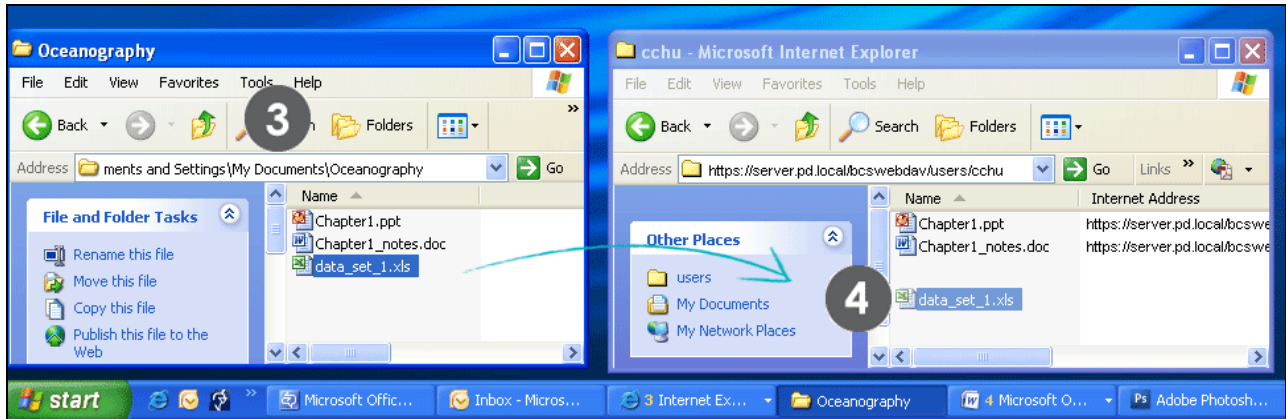 Oceanography
File Edit View Favorites Tools Help
3
Back Folders »
Address ments and Settings\My Documents\Oceanography Go
Name
File and Folder Tasks
Chapter1.ppt
Chapter1_notes.doc
data_set_1.xls
Rename this file
Move this file
Copy this file
Publish this file to the
Web
cchu - Microsoft Internet Explorer
File Edit View Favorites Tools Help
Back Search Folders
Address https://server.pd.local/bcswebdav/users/cchu Go Links »
Name Internet Address
Chapter1.ppt https://server.pd.local/bcswe
Chapter1_notes.doc https://server.pd.local/bcswe
Other Places
users
My Documents
My Network Places
4
data_set_1.xls
start » Microsoft Offic... Inbox - Micros... 3 Internet Ex... Oceanography 4 Microsoft O... Ps Adobe Photosh...